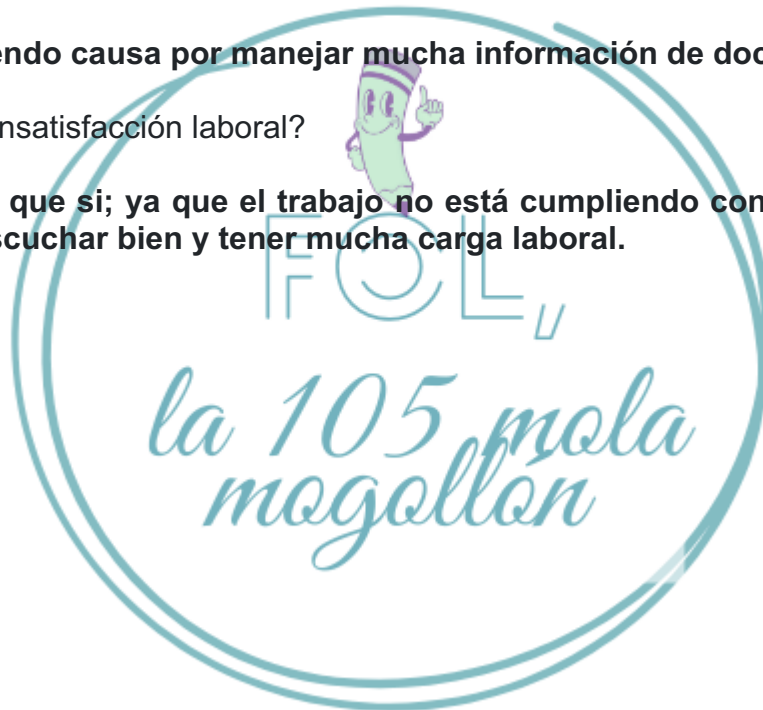 endo causa por manejar mucha información de doc
nsatisfacción laboral?
que si; ya que el trabajo no está cumpliendo con
scuchar bien y tener mucha carga laboral.
FOL,
la 105 mola
mogollón